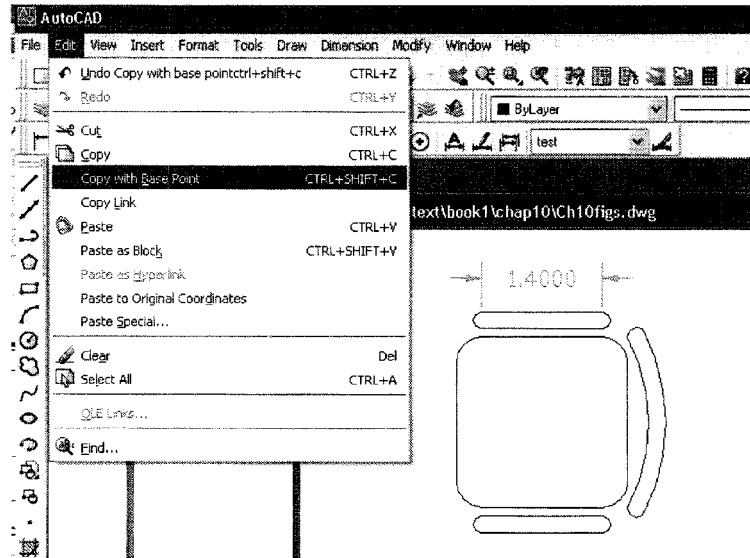 AutoCAD
File Edit View Insert Format Tools Draw Dimension Modify Window Help
Undo Copy with base pointctrl+shift+c CTRL+Z
Redo CTRL+Y
Cut CTRL+X
Copy CTRL+C
Copy with Base Point CTRL+SHIFT+C
Copy Link
Paste CTRL+V
Paste as Block CTRL+SHIFT+V
Paste as Hyperlink
Paste to Original Coordinates
Paste Special...
Clear Del
Select All CTRL+A
OLE Links...
Find...
ByLayer
test
text\book1\chap10\Ch10figs.dwg
1.4000